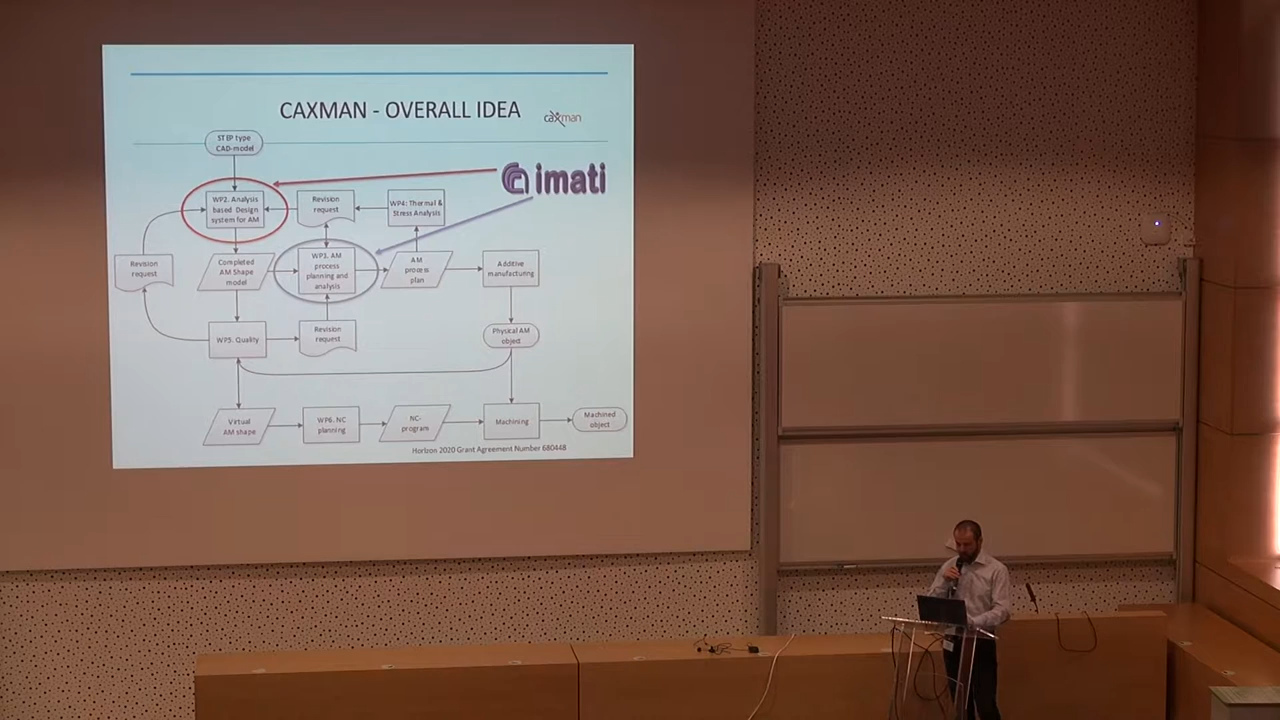 CAXMAN - OVERALL IDEA
caxman
STEP type
CAD-model
imati
WP2. Analysis
based Design
system for AM
Revision
request
WP4: Thermal &
Stress Analysis
Revision
request
Completed
AM Shape
model
WP3. AM
process
planning and
analysis
AM
process
plan
Additive
manufacturing
WP5. Quality
Revision
request
Physical AM
object
Virtual
AM shape
WP6. NC
planning
NC-
program
Machining
Machined
object
Horizon 2020 Grant Agreement Number 680448